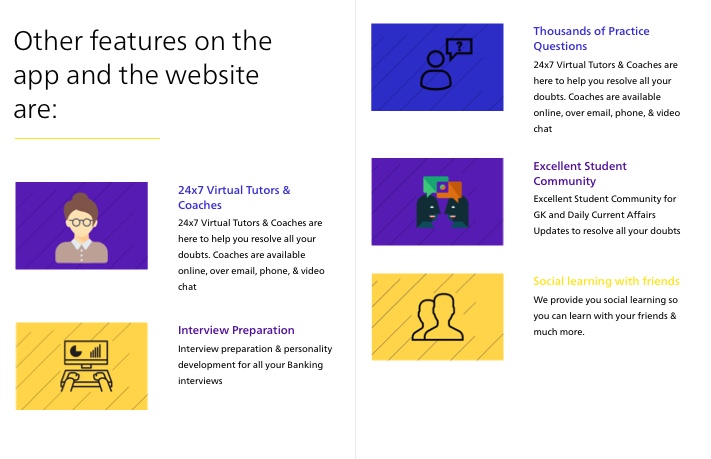 Other features on the
app and the website
are:
24x7 Virtual Tutors &
Coaches
24x7 Virtual Tutors & Coaches are
here to help you resolve all your
doubts. Coaches are available
online, over email, phone, & video
chat
Interview Preparation
Interview preparation & personality
development for all your Banking
interviews
?
Thousands of Practice
Questions
24x7 Virtual Tutors & Coaches are
here to help you resolve all your
doubts. Coaches are available
online, over email, phone, & video
chat
Excellent Student
Community
Excellent Student Community for
GK and Daily Current Affairs
Updates to resolve all your doubts
Social learning with friends
We provide you social learning so
you can learn with your friends &
much more.